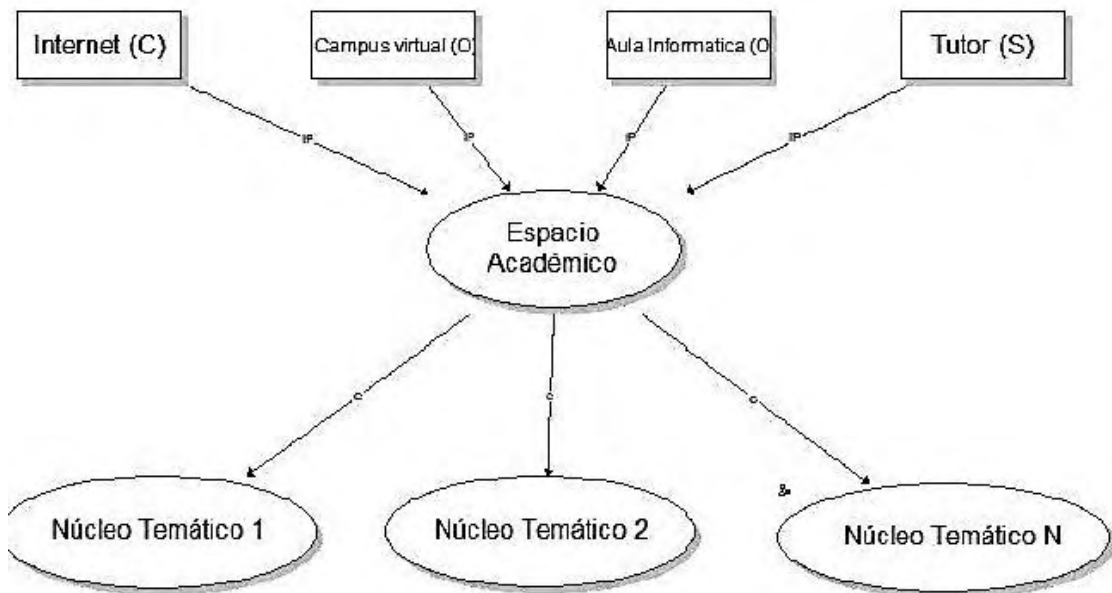 Internet (C)
Campus virtual (O)
Aula Informatica (O
Tutor (S)
IP
IP
IP
IP
Espacio
Académico
C
C
C
Núcleo Temático 1
Núcleo Temático 2
Núcleo Temático N